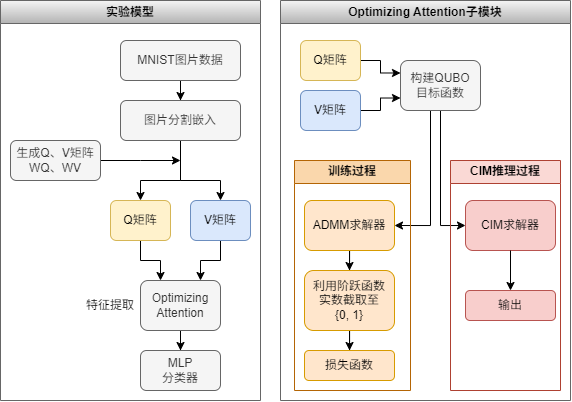 实验模型
MNIST图片数据
图片分割嵌入
生成Q、V矩阵
WQ、WV
Q矩阵
V矩阵
特征提取
Optimizing
Attention
MLP
分类器
Optimizing Attention子模块
Q矩阵
V矩阵
构建QUBO
目标函数
训练过程
ADMM求解器
利用阶跃函数
实数截取至
{0, 1}
损失函数
CIM推理过程
CIM求解器
输出